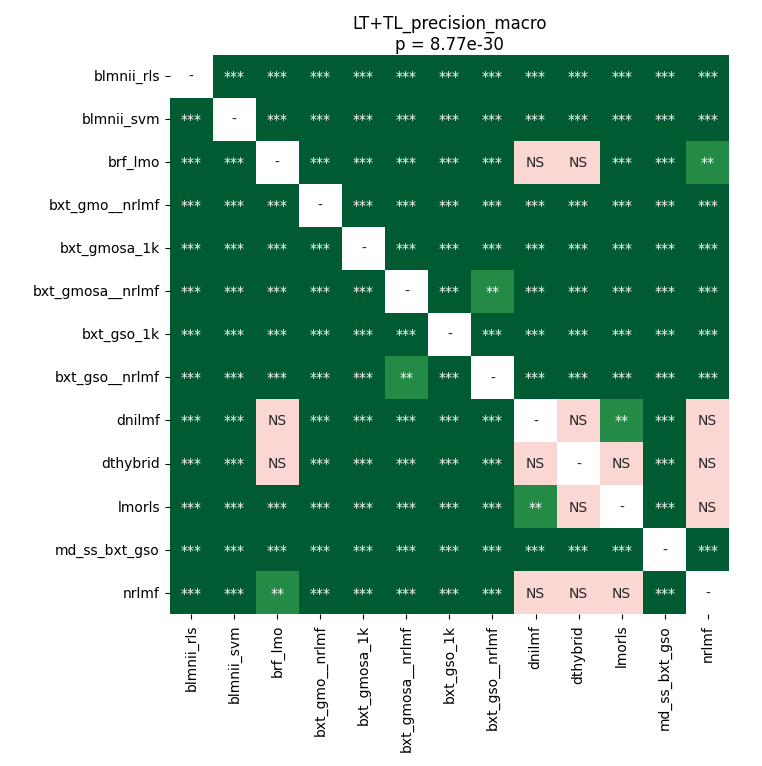 LT+TL_precision_macro
p = 8.77e-30
blmnii_rls - *** *** *** *** *** *** *** *** *** *** *** ***
blmnii_svm *** - *** *** *** *** *** *** *** *** *** *** ***
brf_lmo *** *** - *** *** *** *** *** NS NS *** *** **
bxt_gmo__nrlmf *** *** *** - *** *** *** *** *** *** *** *** ***
bxt_gmosa_1k *** *** *** *** - *** *** *** *** *** *** *** ***
bxt_gmosa__nrlmf *** *** *** *** *** - *** ** *** *** *** *** ***
bxt_gso_1k *** *** *** *** *** *** - *** *** *** *** *** ***
bxt_gso__nrlmf *** *** *** *** *** ** *** - *** *** *** *** ***
dnilmf *** *** NS *** *** *** *** *** - NS ** *** NS
dthybrid *** *** NS *** *** *** *** *** NS - NS *** NS
lmorls *** *** *** *** *** *** *** *** ** NS - *** NS
md_ss_bxt_gso *** *** *** *** *** *** *** *** *** *** *** - ***
nrlmf *** *** ** *** *** *** *** *** NS NS NS *** -
blmnii_rls
blmnii_svm
brf_lmo
bxt_gmo__nrlmf
bxt_gmosa_1k
bxt_gmosa__nrlmf
bxt_gso_1k
bxt_gso__nrlmf
dnilmf
dthybrid
lmorls
md_ss_bxt_gso
nrlmf